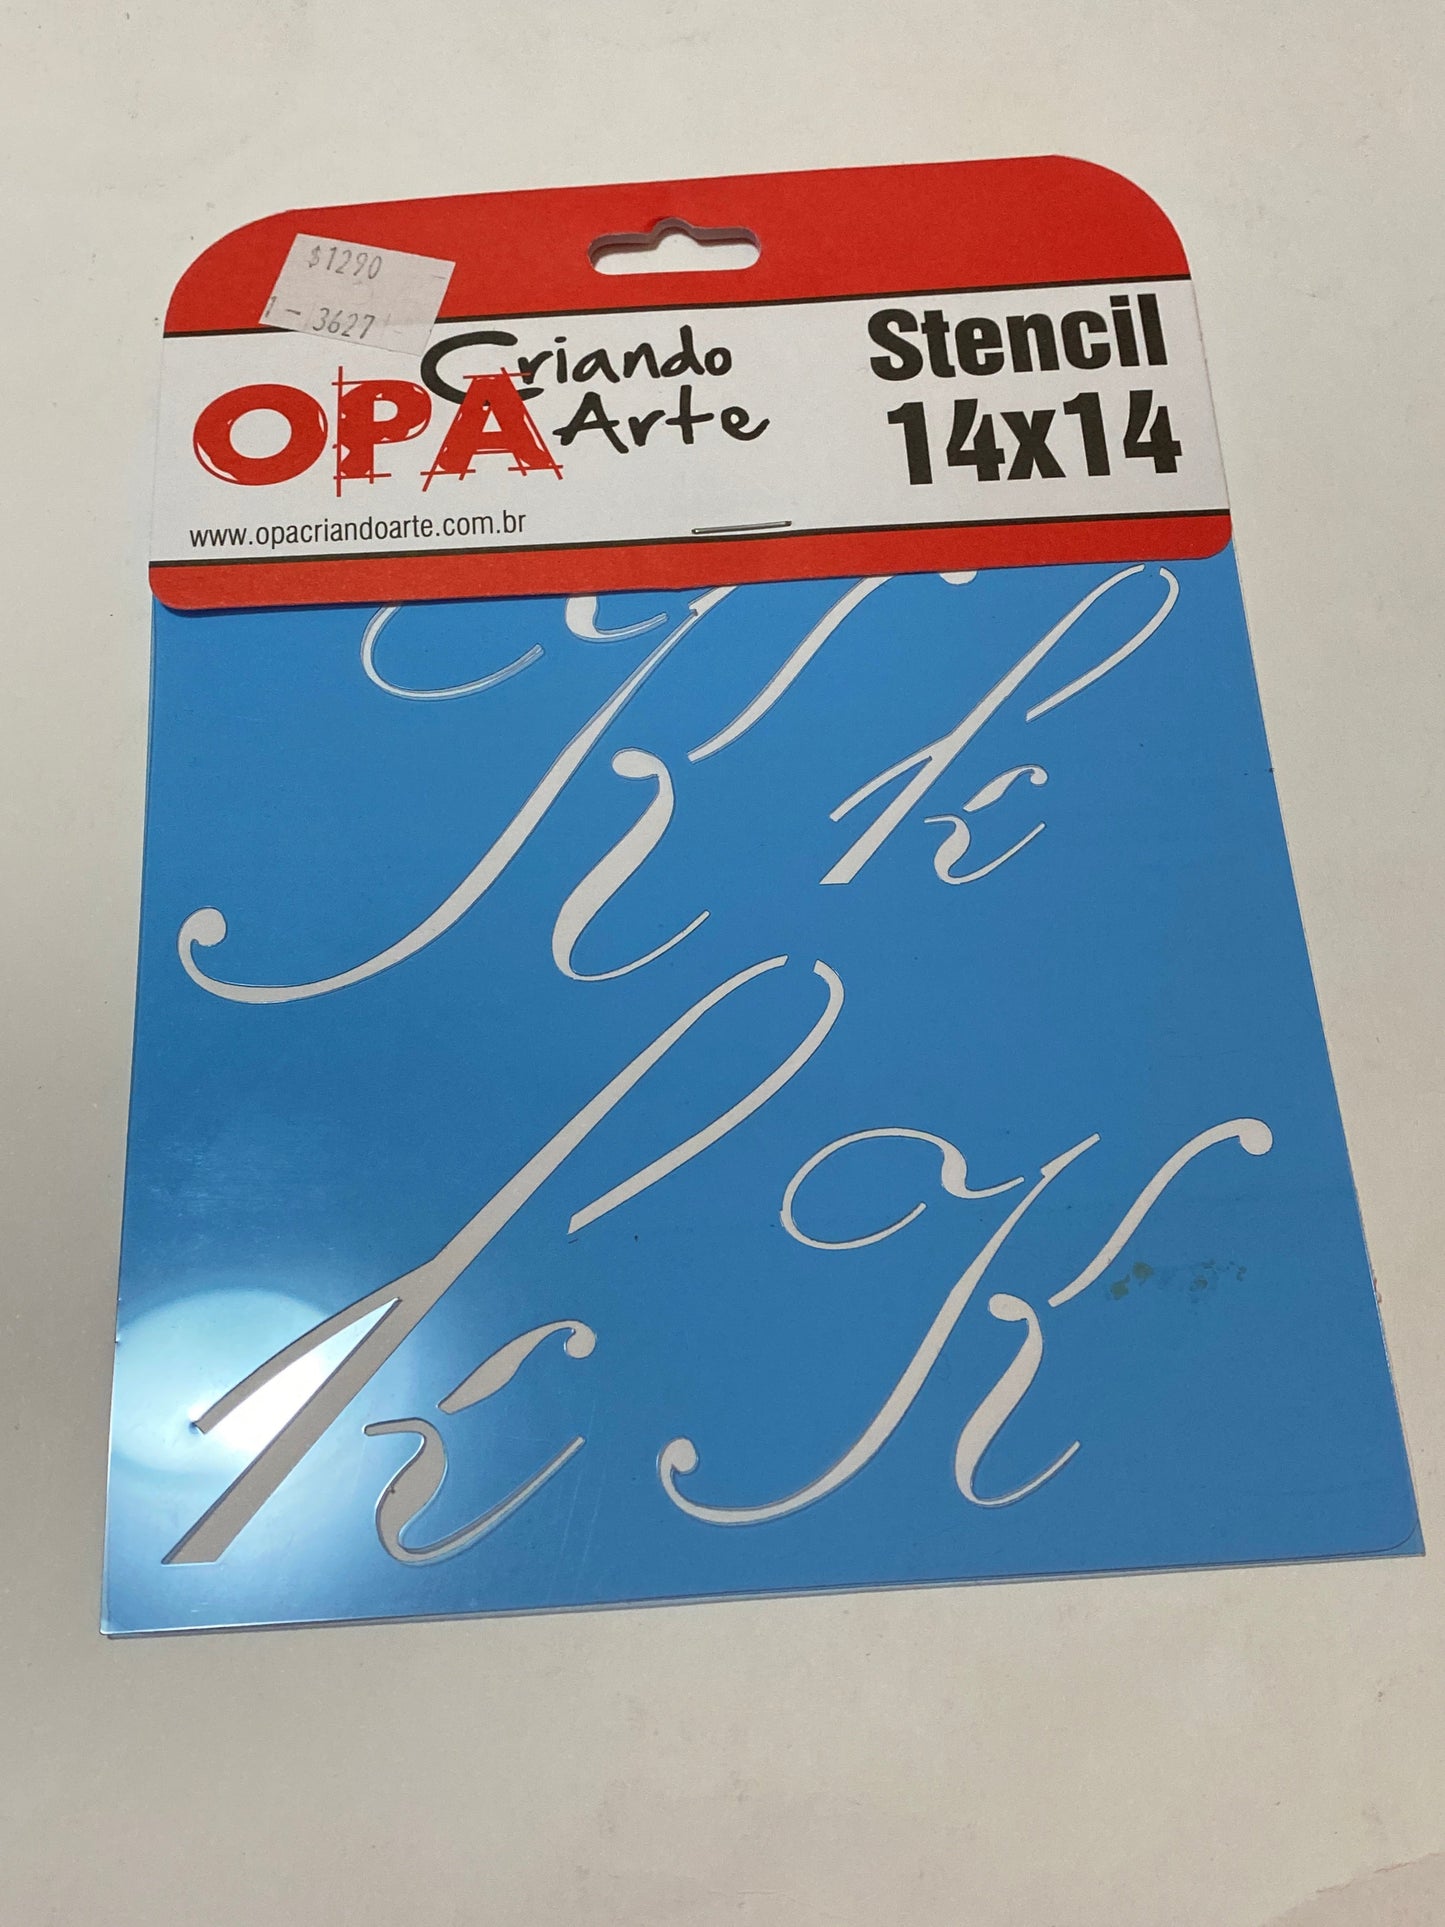 $1290
1 - 3627
Criando
OPA Arte
www.opacriandoarte.com.br
Stencil
14x14
K k
k K